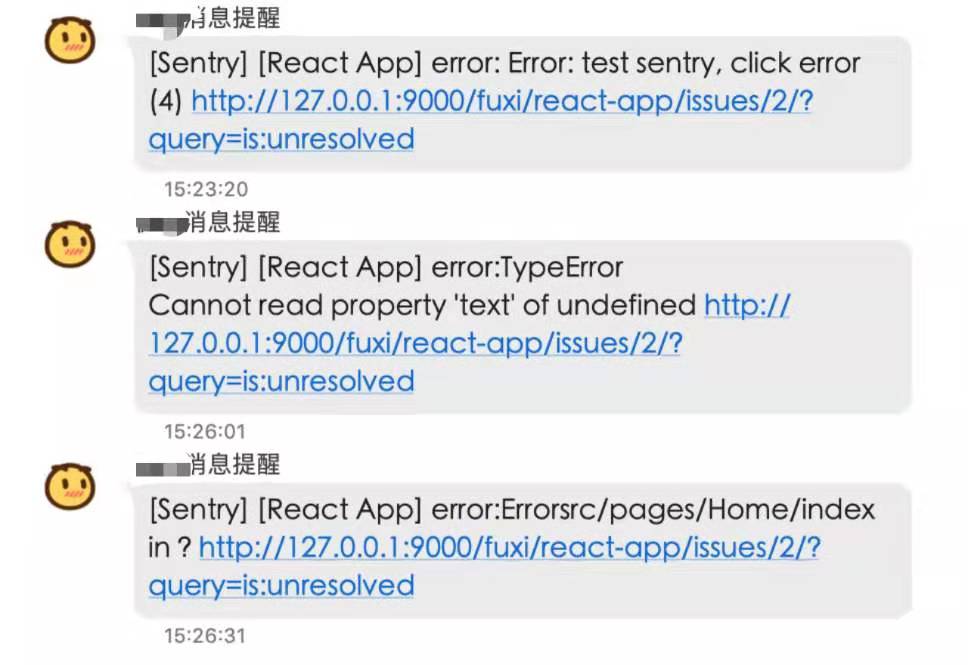 消息提醒
[Sentry] [React App] error: Error: test sentry, click error
(4) http://127.0.0.1:9000/fuxi/react-app/issues/2/?
query=is:unresolved
15:23:20
消息提醒
[Sentry] [React App] error:TypeError
Cannot read property 'text' of undefined http://
127.0.0.1:9000/fuxi/react-app/issues/2/?
query=is:unresolved
15:26:01
消息提醒
[Sentry] [React App] error:Errorsrc/pages/Home/index
in ? http://127.0.0.1:9000/fuxi/react-app/issues/2/?
query=is:unresolved
15:26:31